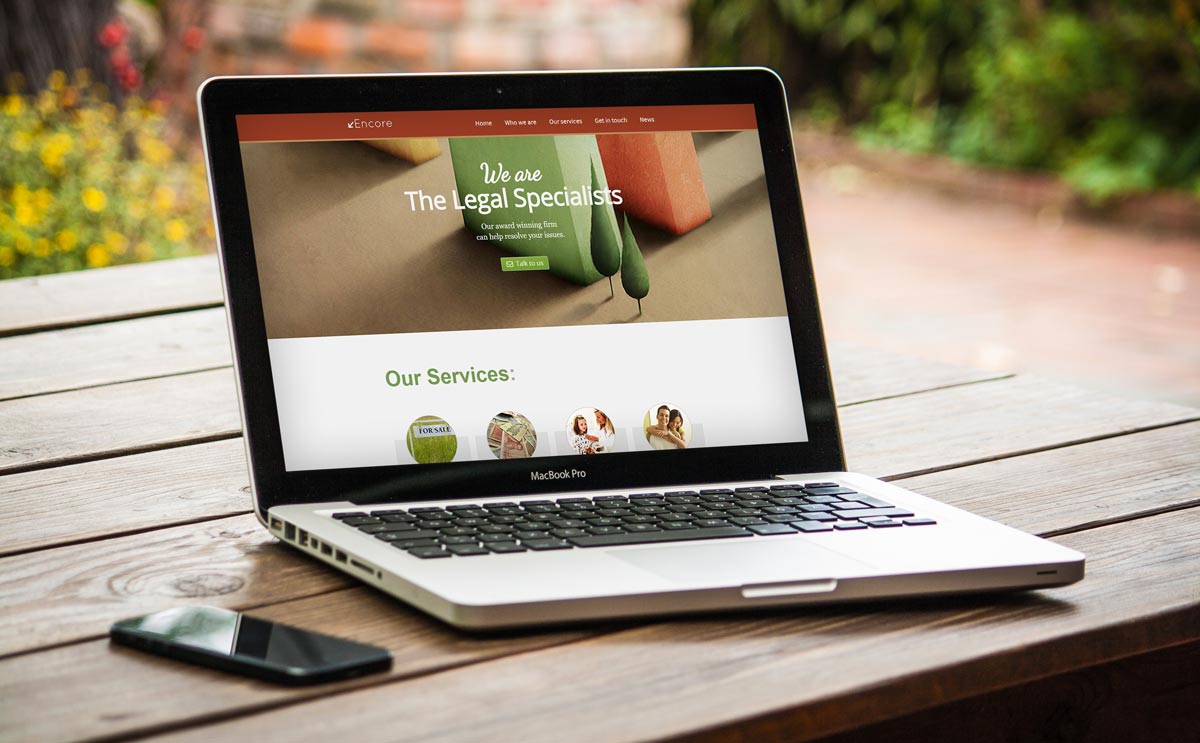 Encore
Home Who we are Our services Get in touch News
We are
The Legal Specialists
Our award winning firm
can help resolve your issues.
Talk to us
Our Services:
FOR SALE
MacBook Pro